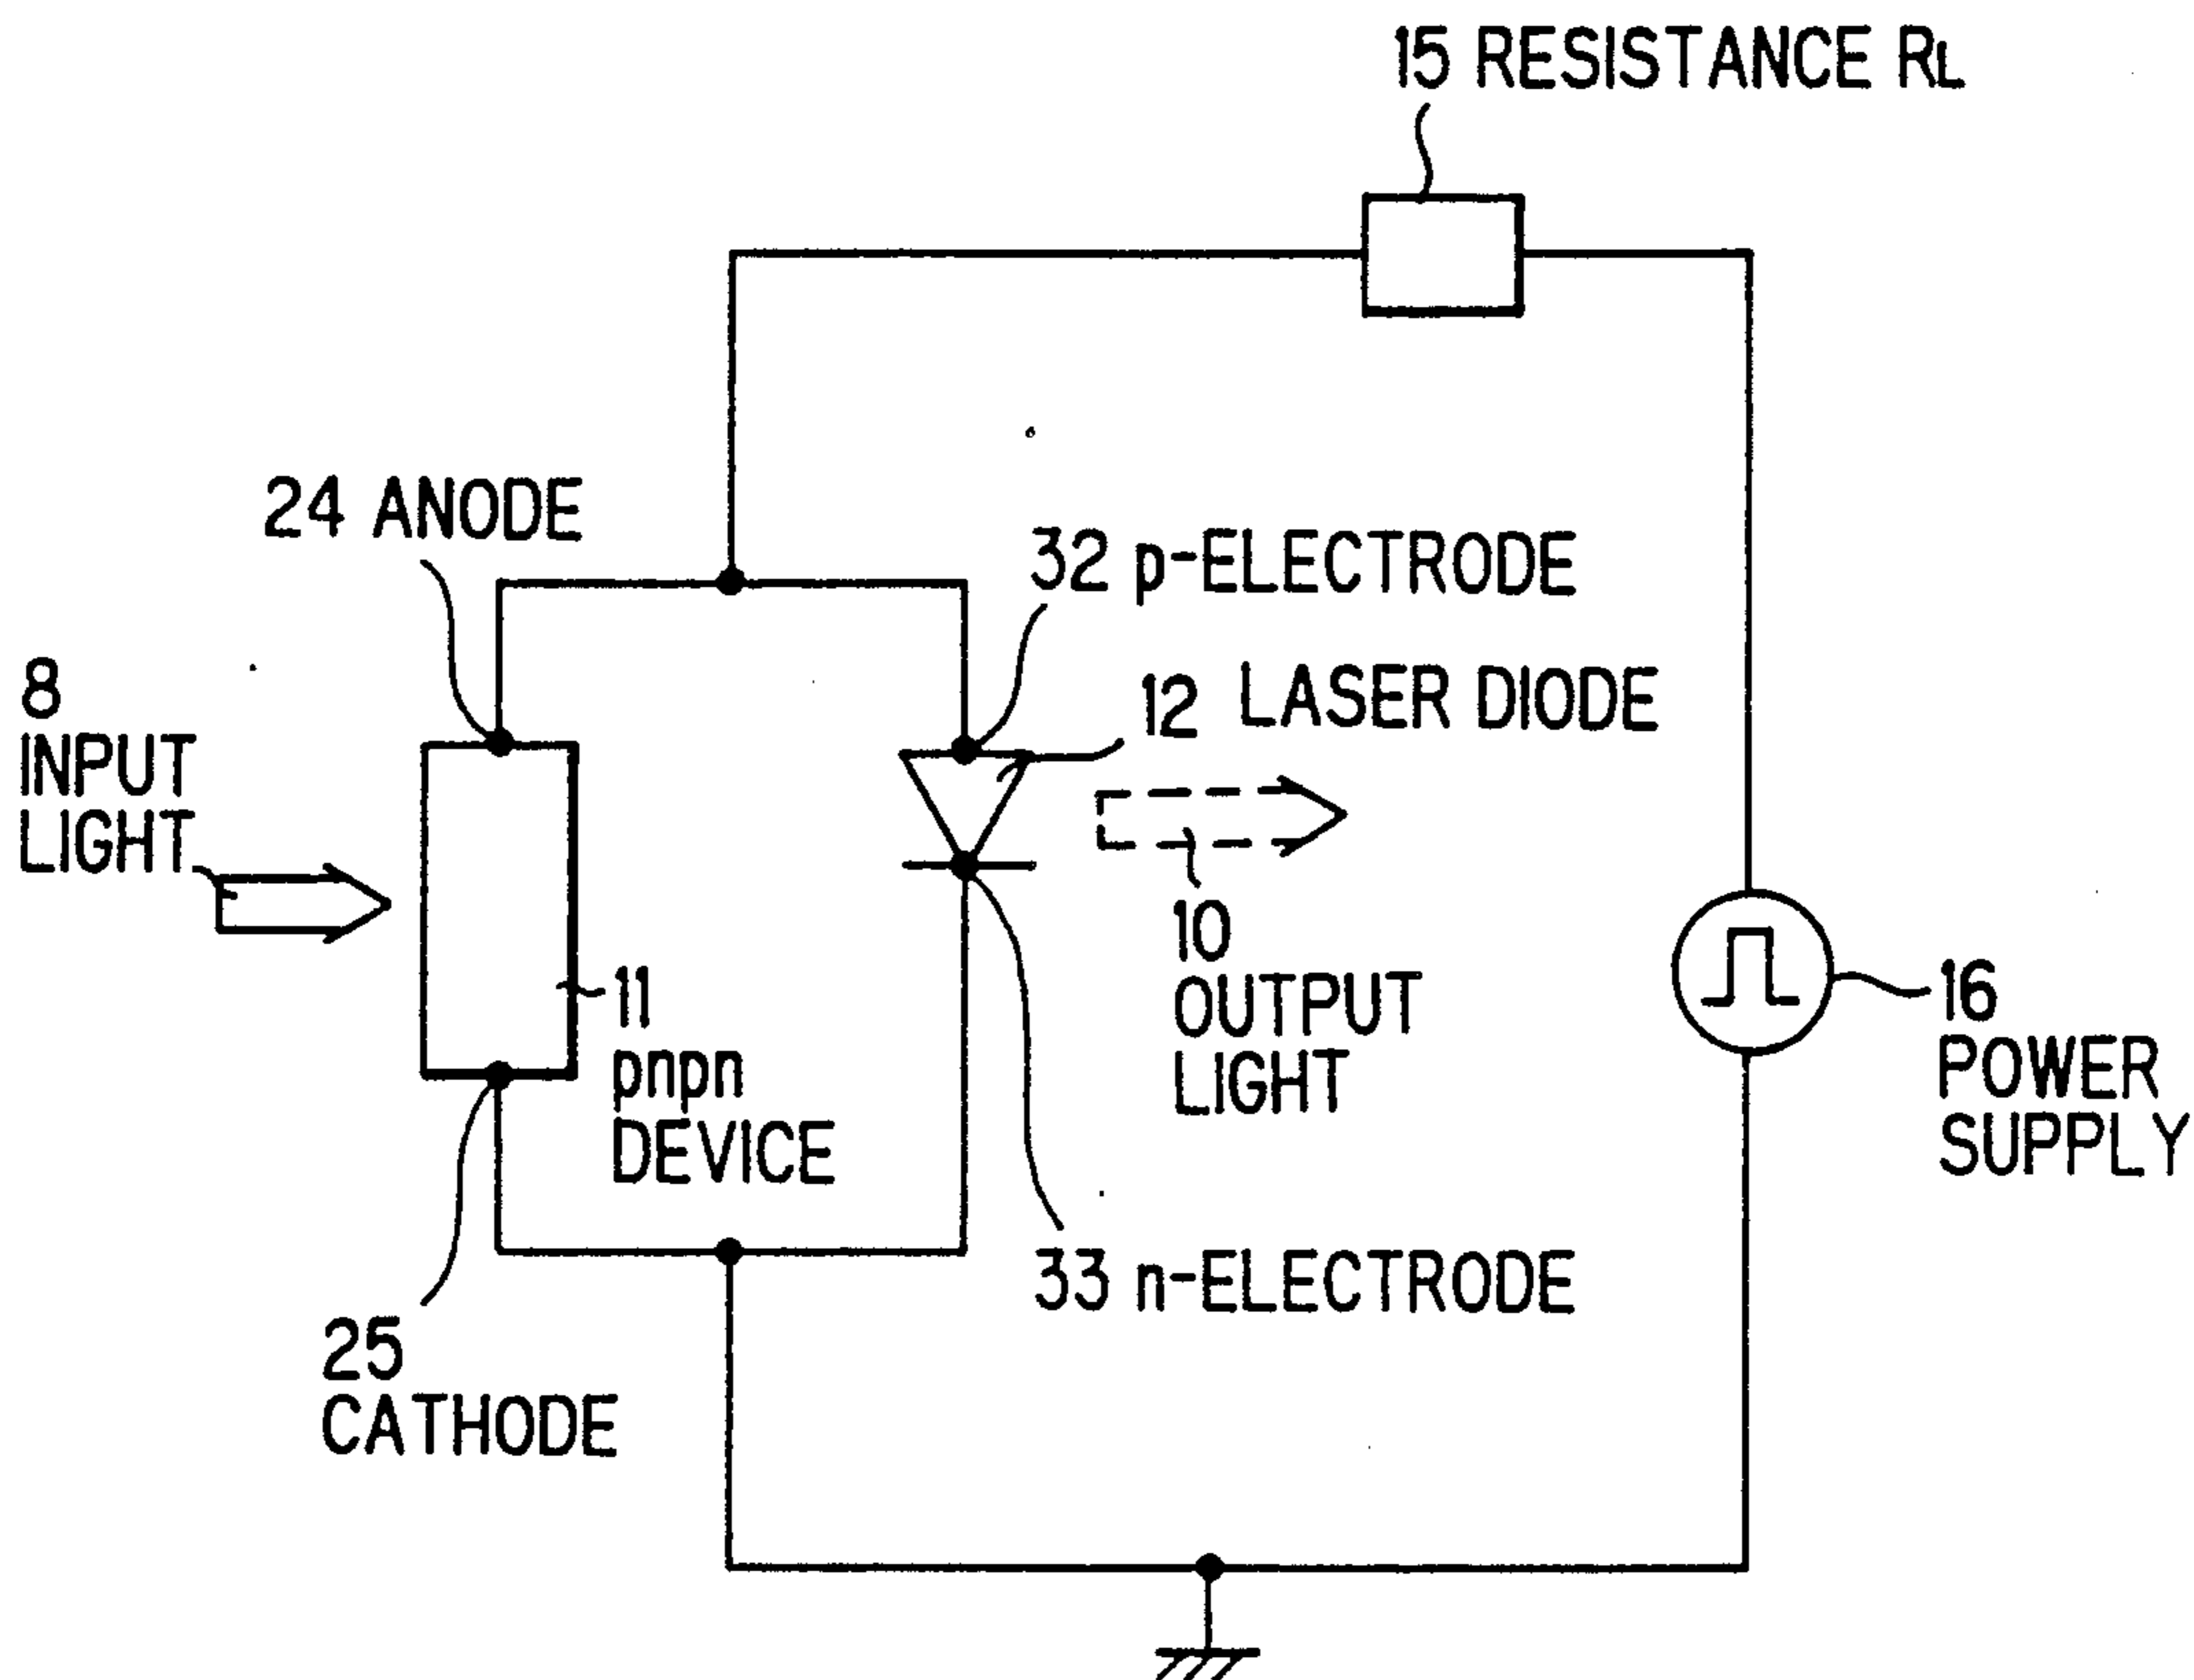 15 RESISTANCE RL
24 ANODE
32 p-ELECTRODE
8
INPUT
LIGHT
12 LASER DIODE
10
OUTPUT
LIGHT
11
pnpn
DEVICE
16
POWER
SUPPLY
33 n-ELECTRODE
25
CATHODE